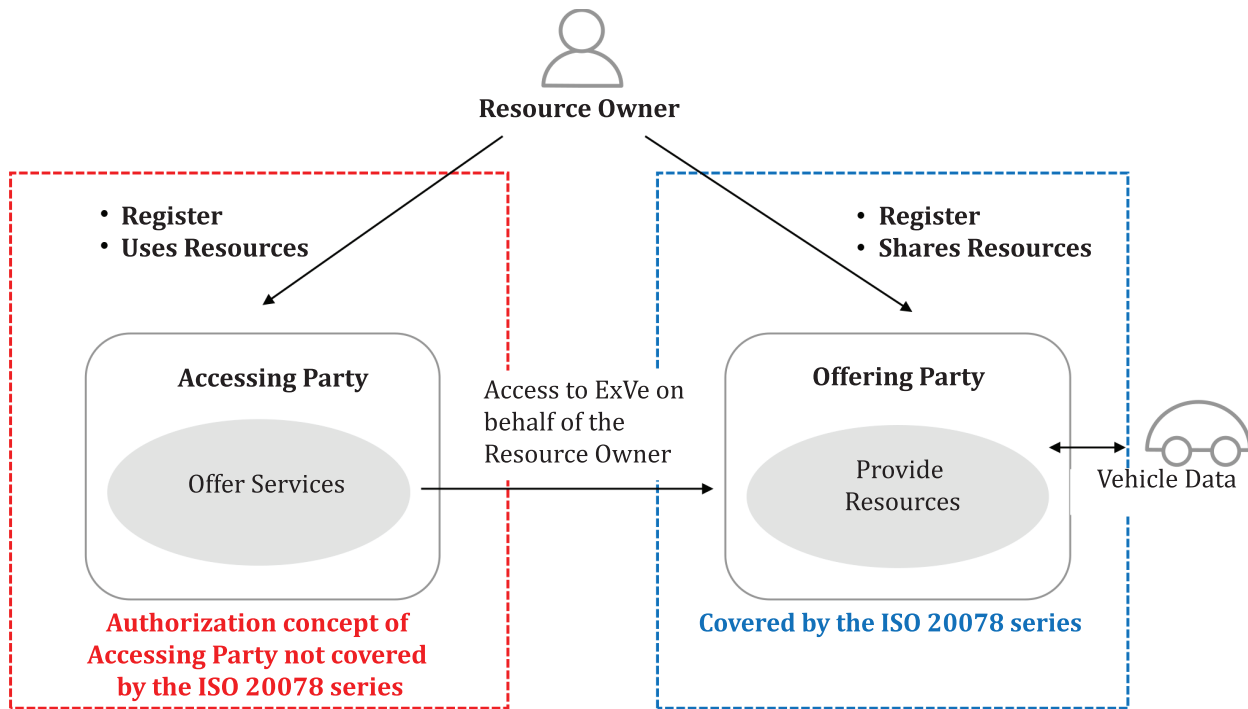 Resource Owner
• Register
• Uses Resources
• Register
• Shares Resources
Accessing Party
Offer Services
Access to ExVe on
behalf of the
Resource Owner
Offering Party
Provide
Resources
Vehicle Data
Authorization concept of
Accessing Party not covered
by the ISO 20078 series
Covered by the ISO 20078 series